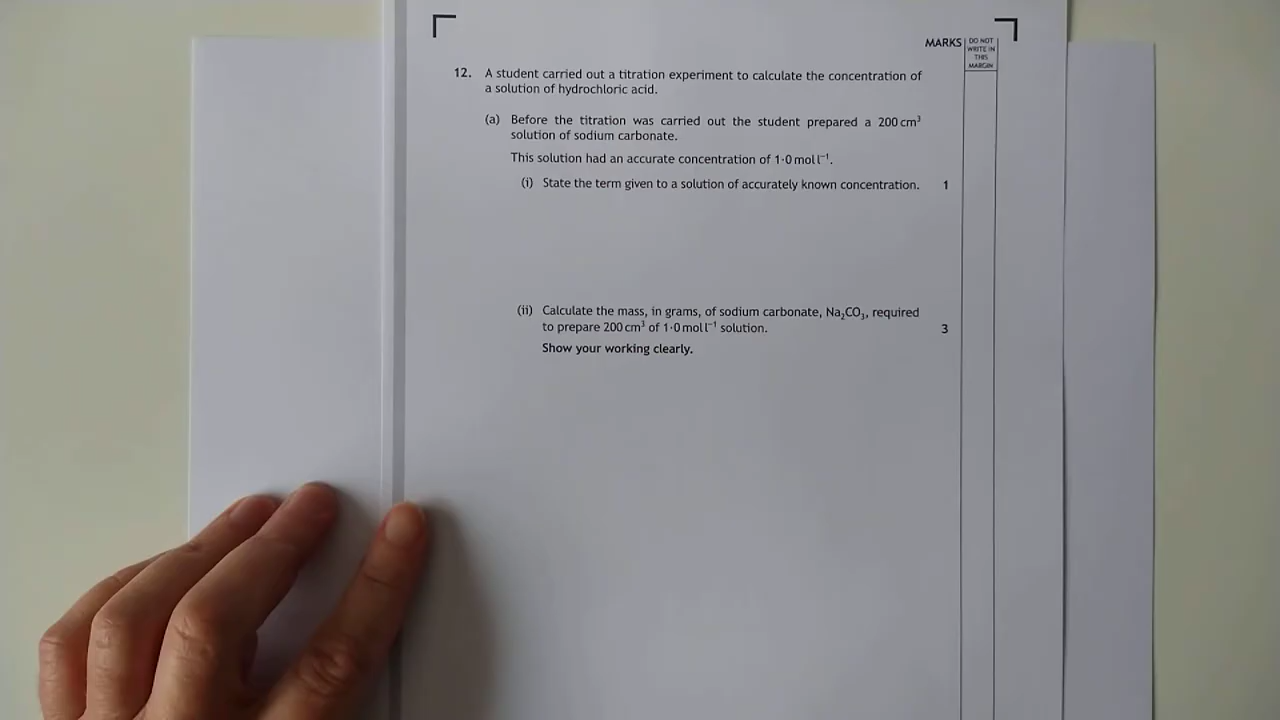 MARKS
DO NOT
WRITE IN
THIS
MARGIN
12. A student carried out a titration experiment to calculate the concentration of
a solution of hydrochloric acid.
(a) Before the titration was carried out the student prepared a 200 cm³
solution of sodium carbonate.
This solution had an accurate concentration of 1·0 mol l⁻¹.
(i) State the term given to a solution of accurately known concentration. 1
(ii) Calculate the mass, in grams, of sodium carbonate, Na₂CO₃, required
to prepare 200 cm³ of 1·0 mol l⁻¹ solution. 3
Show your working clearly.